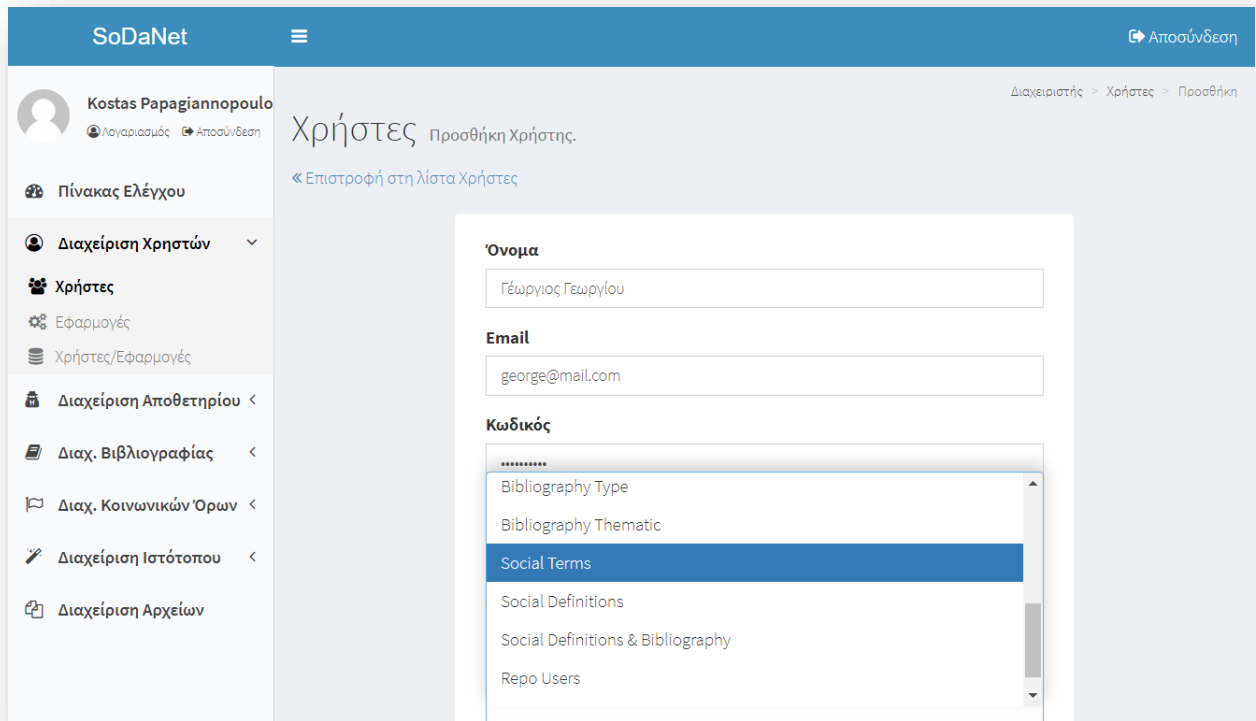 SoDaNet
Αποσύνδεση
Kostas Papagiannopoulo
Λογαριασμός Αποσύνδεση
Πίνακας Ελέγχου
Διαχείριση Χρηστών
Χρήστες
Εφαρμογές
Χρήστες/Εφαρμογές
Διαχείριση Αποθετηρίου
Διαχ. Βιβλιογραφίας
Διαχ. Κοινωνικών Όρων
Διαχείριση Ιστότοπου
Διαχείριση Αρχείων
Διαχειριστής > Χρήστες > Προσθήκη
Χρήστες Προσθήκη Χρήστης.
« Επιστροφή στη λίστα Χρήστες
Όνομα
Γέωργιος Γεωργίου
Email
george@mail.com
Κωδικός
••••••••••
Bibliography Type
Bibliography Thematic
Social Terms
Social Definitions
Social Definitions & Bibliography
Repo Users